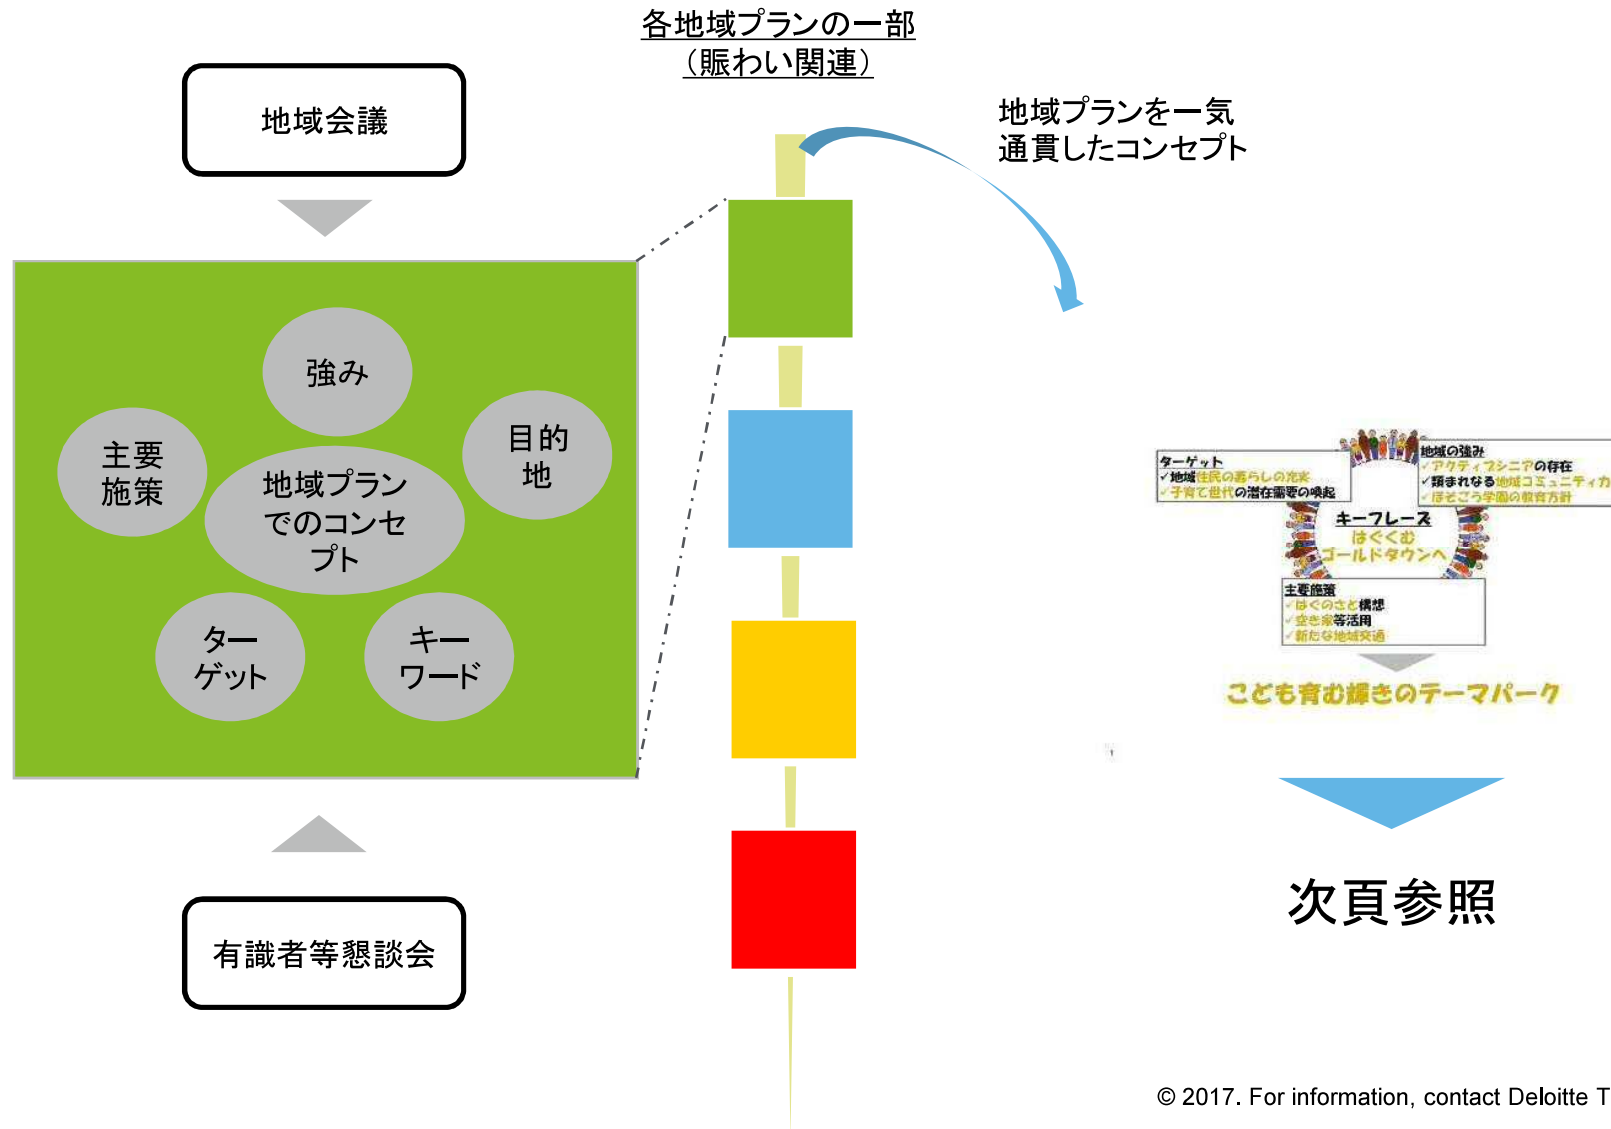 各地域プランの一部
（賑わい関連）
地域会議
地域プランを一気
通貫したコンセプト
強み
主要
施策
目的
地
地域プラン
でのコンセ
プト
ター
ゲット
キー
ワード
有識者等懇談会
ターゲット
✓地域住民の暮らしの充実
✓子育て世代の潜在需要の喚起
地域の強み
✓アクティブシニアの存在
✓類まれなる地域コミュニティカ
✓ほそごう学園の教育方針
キーフレーズ
はぐくむ
ゴールドタウンへ
主要施策
✓はぐのさと構想
✓空き家等活用
✓新たな地域交通
こども育む輝きのテーマパーク
次頁参照
© 2017. For information, contact Deloitte T